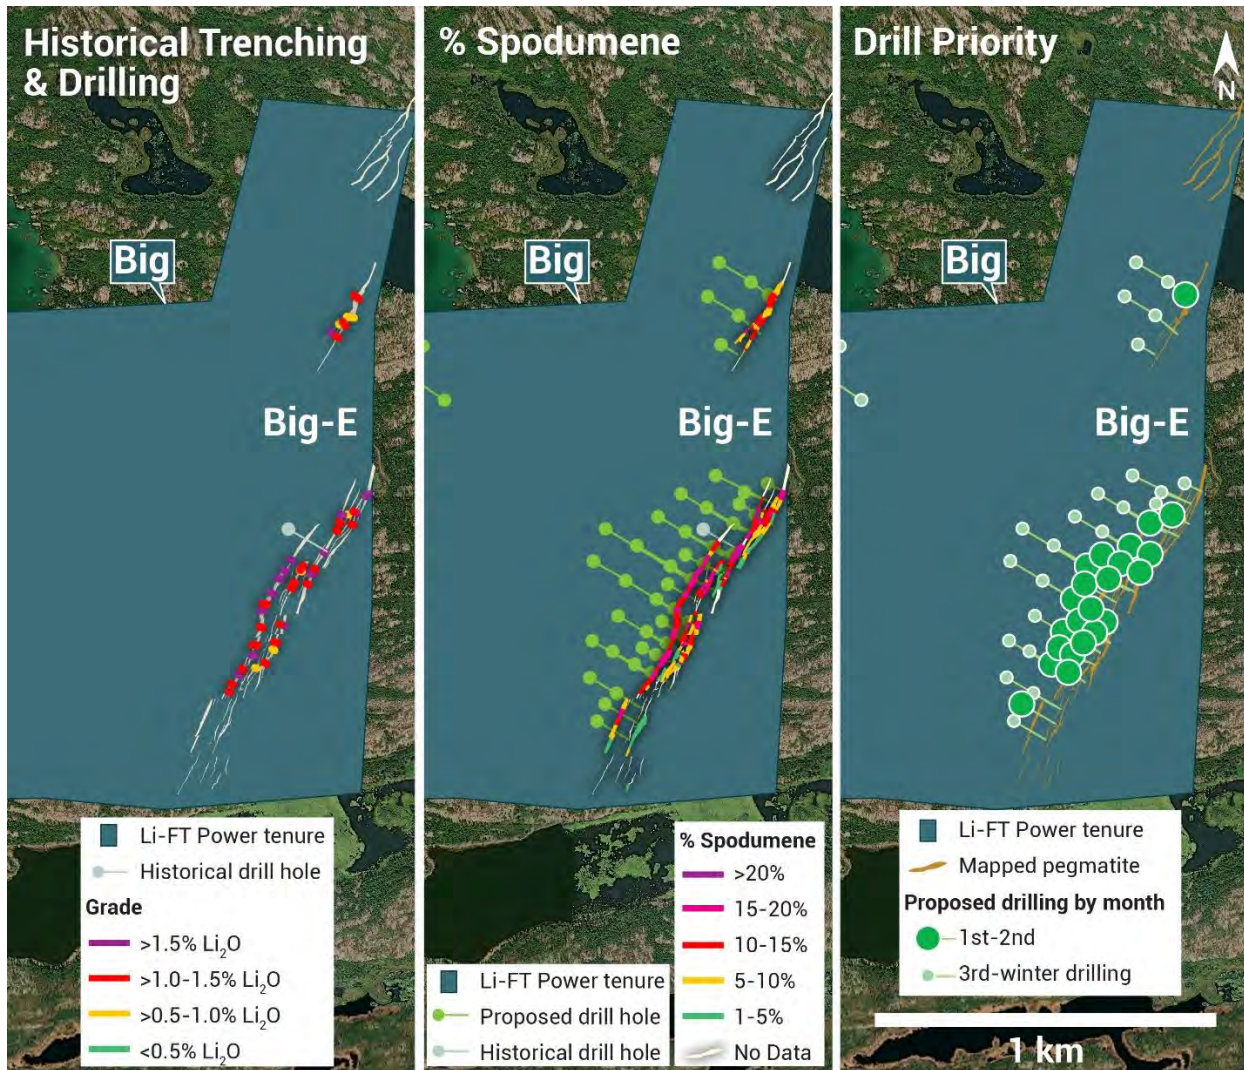 Historical Trenching
& Drilling
Big
Big-E
Li-FT Power tenure
Historical drill hole
Grade
>1.5% Li₂O
>1.0-1.5% Li₂O
>0.5-1.0% Li₂O
<0.5% Li₂O
% Spodumene
Big
Big-E
Li-FT Power tenure
Proposed drill hole
Historical drill hole
% Spodumene
>20%
15-20%
10-15%
5-10%
1-5%
No Data
Drill Priority
N
Big
Big-E
Li-FT Power tenure
Mapped pegmatite
Proposed drilling by month
1st-2nd
3rd-winter drilling
1 km